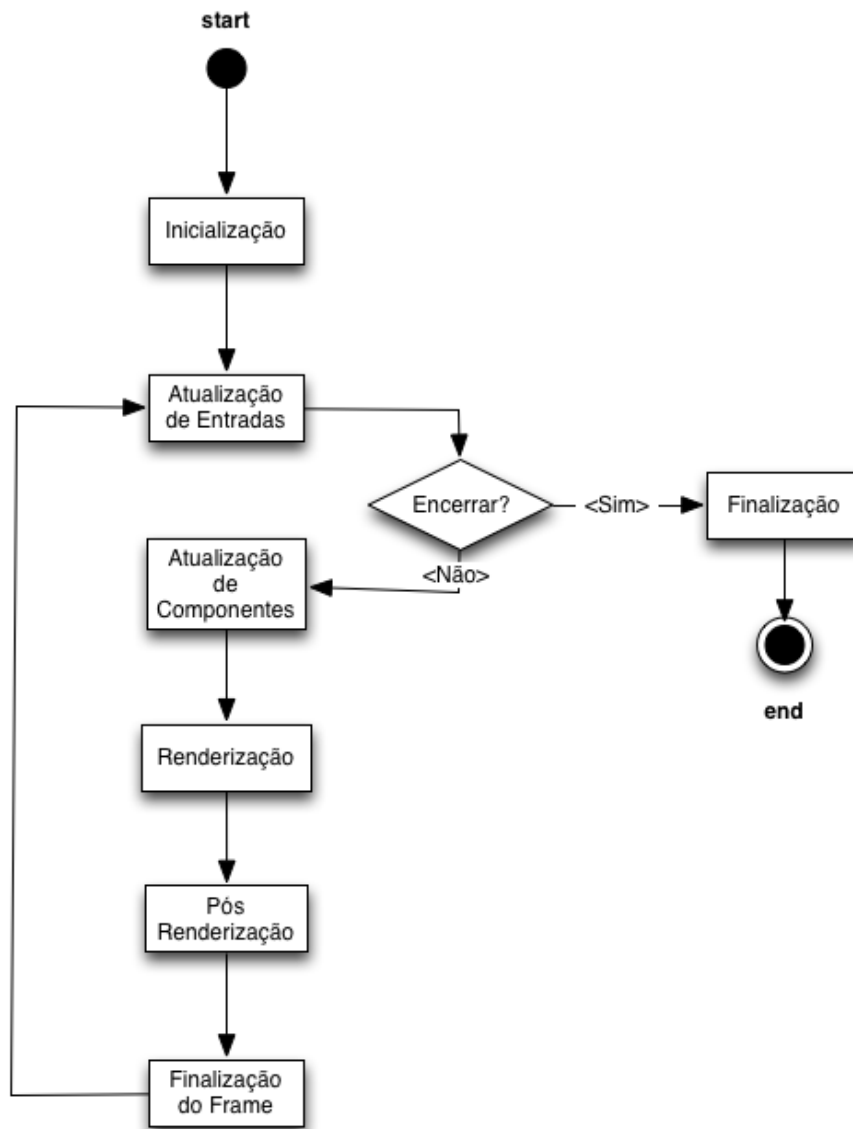 start
Inicialização
Atualização
de Entradas
Encerrar?
<Sim>
Finalização
<Não>
Atualização
de
Componentes
end
Renderização
Pós
Renderização
Finalização
do Frame